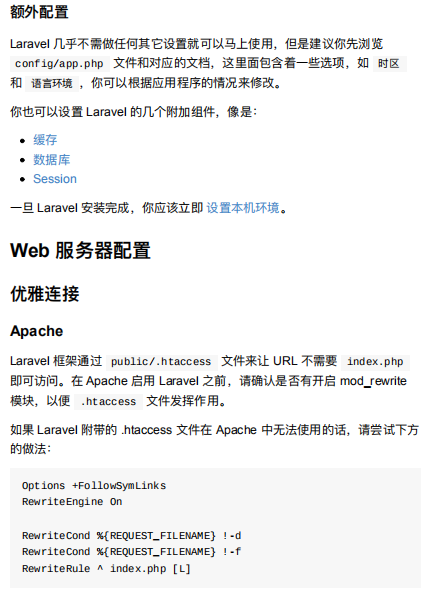 额外配置
Laravel 几乎不需做任何其它设置就可以马上使用，但是建议你先浏览
config/app.php 文件和对应的文档，这里面包含着一些选项，如 时区
和 语言环境 ，你可以根据应用程序的情况来修改。
你也可以设置 Laravel 的几个附加组件，像是：
• 缓存
• 数据库
• Session
一旦 Laravel 安装完成，你应该立即 设置本机环境。
Web 服务器配置
优雅连接
Apache
Laravel 框架通过 public/.htaccess 文件来让 URL 不需要 index.php
即可访问。在 Apache 启用 Laravel 之前，请确认是否有开启 mod_rewrite
模块，以便 .htaccess 文件发挥作用。
如果 Laravel 附带的 .htaccess 文件在 Apache 中无法使用的话，请尝试下方
的做法：
Options +FollowSymLinks
RewriteEngine On
RewriteCond %{REQUEST_FILENAME} !-d
RewriteCond %{REQUEST_FILENAME} !-f
RewriteRule ^ index.php [L]